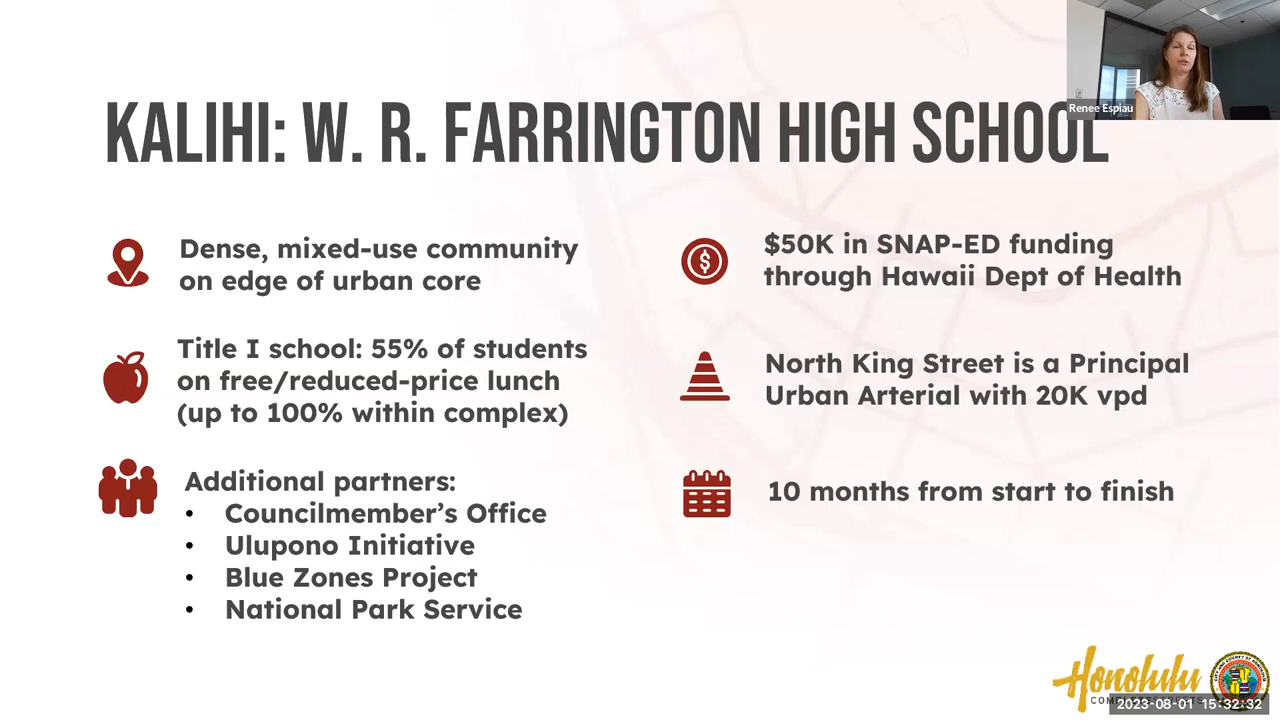 Renee Espiau
KALIHI: W. R. FARRINGTON HIGH SCHOOL
Dense, mixed-use community
on edge of urban core
Title I school: 55% of students
on free/reduced-price lunch
(up to 100% within complex)
Additional partners:
• Councilmember’s Office
• Ulupono Initiative
• Blue Zones Project
• National Park Service
$50K in SNAP-ED funding
through Hawaii Dept of Health
North King Street is a Principal
Urban Arterial with 20K vpd
10 months from start to finish
Honolulu
2023-08-01 15:32:32